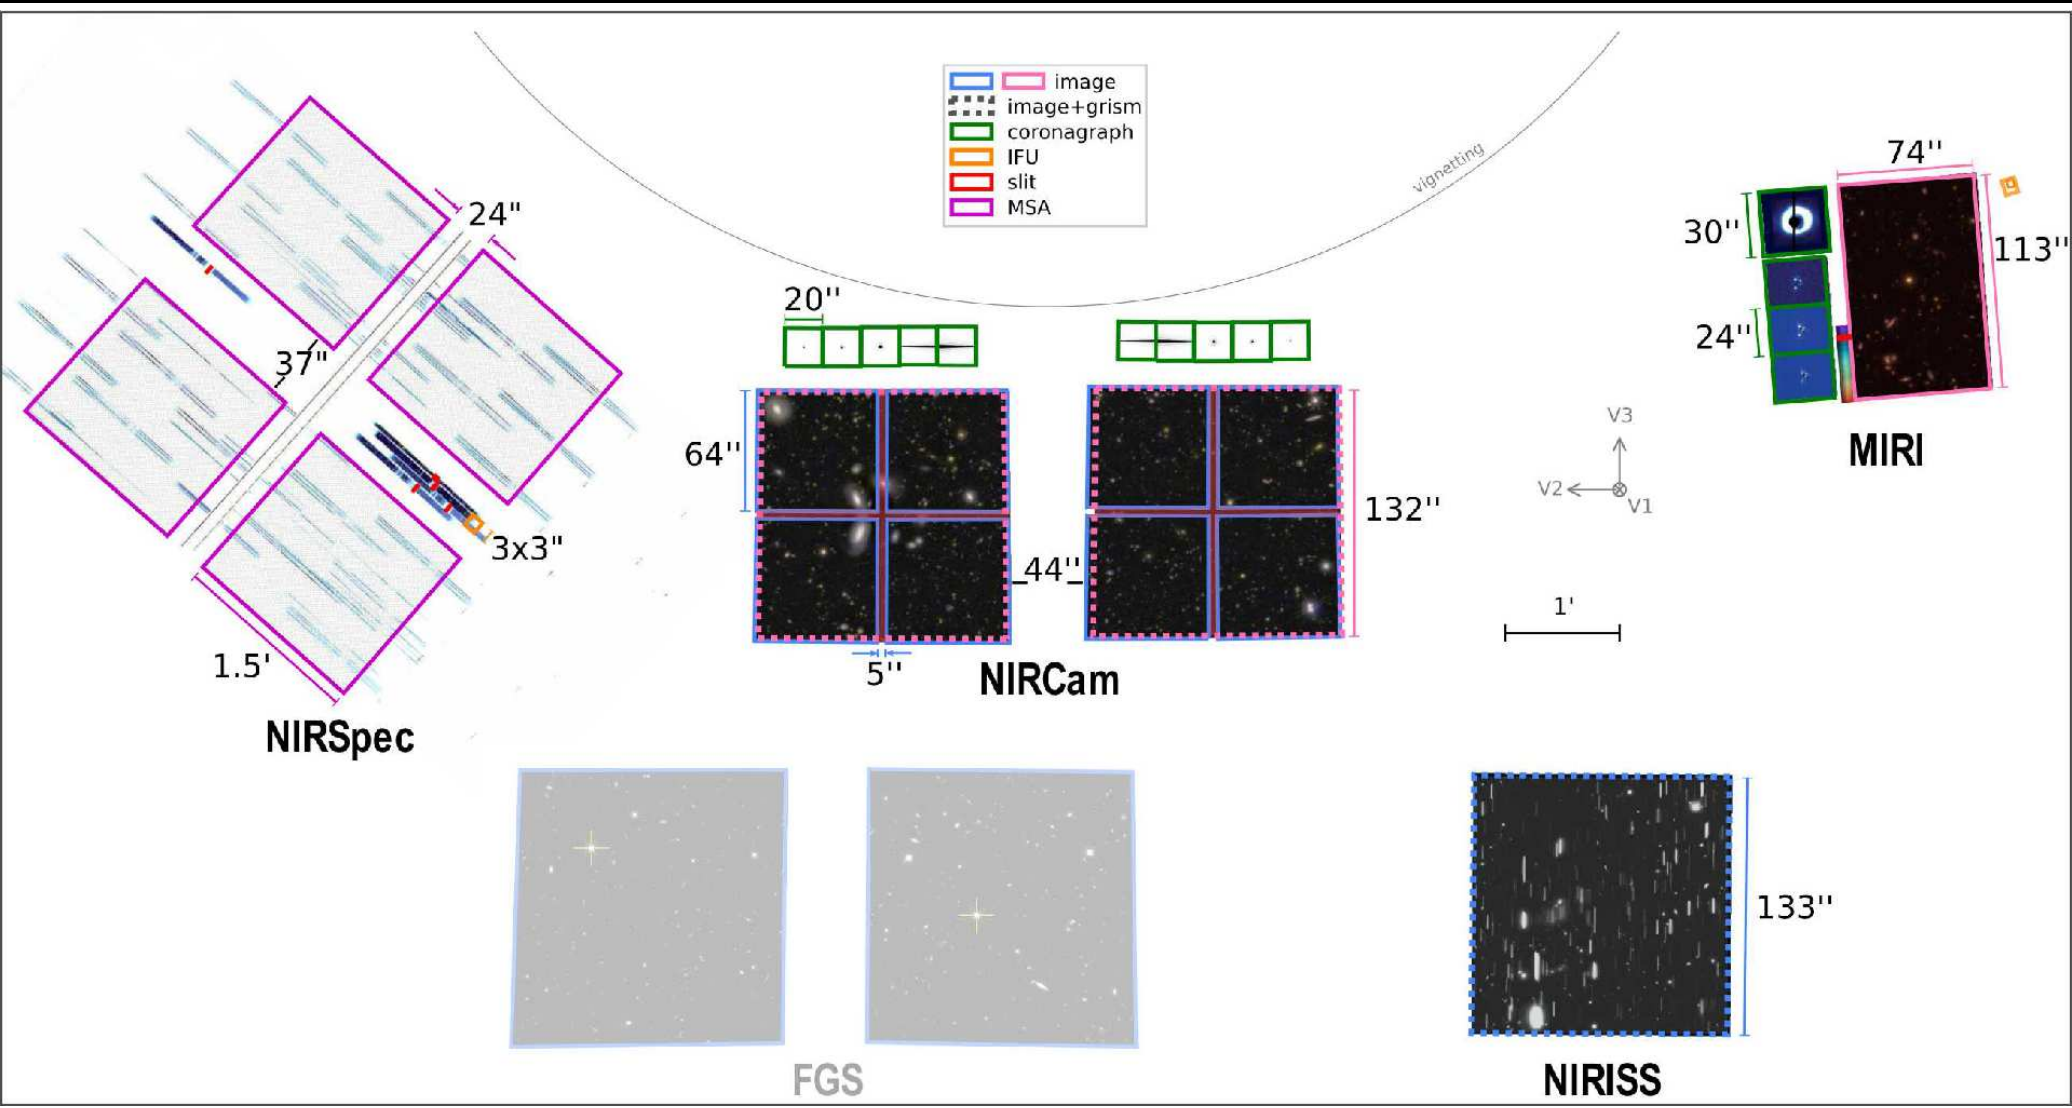 image
image+grism
coronagraph
IFU
slit
MSA
vignetting
24"
37"
3x3"
1.5'
NIRSpec
20''
64''
44''
132''
5''
NIRCam
74''
30''
113''
24''
MIRI
V3
V2
V1
1'
133''
FGS
NIRISS